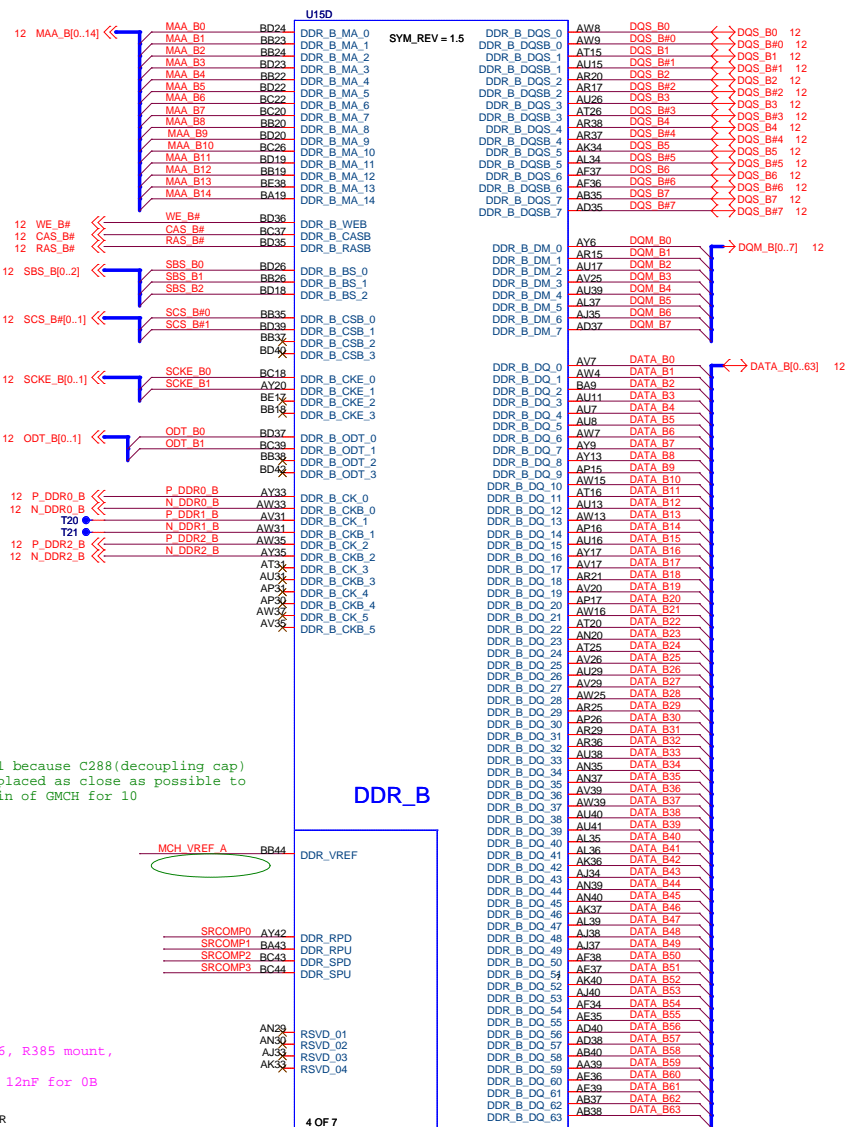 U15D
SYM_REV = 1.5
12 MAA_B[0..14]
MAA_B0 BD24 DDR_B_MA_0
MAA_B1 BB23 DDR_B_MA_1
MAA_B2 BB24 DDR_B_MA_2
MAA_B3 BD23 DDR_B_MA_3
MAA_B4 BB22 DDR_B_MA_4
MAA_B5 BD22 DDR_B_MA_5
MAA_B6 BC22 DDR_B_MA_6
MAA_B7 BC20 DDR_B_MA_7
MAA_B8 BB20 DDR_B_MA_8
MAA_B9 BD20 DDR_B_MA_9
MAA_B10 BC26 DDR_B_MA_10
MAA_B11 BD19 DDR_B_MA_11
MAA_B12 BB19 DDR_B_MA_12
MAA_B13 BE38 DDR_B_MA_13
MAA_B14 BA19 DDR_B_MA_14
12 WE_B# WE_B# BD36 DDR_B_WEB
12 CAS_B# CAS_B# BC37 DDR_B_CASB
12 RAS_B# RAS_B# BD35 DDR_B_RASB
12 SBS_B[0..2] SBS_B0 BD26 DDR_B_BS_0
SBS_B1 BB26 DDR_B_BS_1
SBS_B2 BD18 DDR_B_BS_2
12 SCS_B#[0..1] SCS_B#0 BB35 DDR_B_CSB_0
SCS_B#1 BD39 DDR_B_CSB_1
BB37 DDR_B_CSB_2
BD40 DDR_B_CSB_3
12 SCKE_B[0..1] SCKE_B0 BC18 DDR_B_CKE_0
SCKE_B1 AY20 DDR_B_CKE_1
BE17 DDR_B_CKE_2
BB18 DDR_B_CKE_3
12 ODT_B[0..1] ODT_B0 BD37 DDR_B_ODT_0
ODT_B1 BC39 DDR_B_ODT_1
BB38 DDR_B_ODT_2
BD42 DDR_B_ODT_3
12 P_DDR0_B P_DDR0_B AY33 DDR_B_CK_0
12 N_DDR0_B N_DDR0_B AW33 DDR_B_CKB_0
T20 P_DDR1_B AV31 DDR_B_CK_1
T21 N_DDR1_B AW31 DDR_B_CKB_1
12 P_DDR2_B P_DDR2_B AW35 DDR_B_CK_2
12 N_DDR2_B N_DDR2_B AY35 DDR_B_CKB_2
AT31 DDR_B_CK_3
AU31 DDR_B_CKB_3
AP31 DDR_B_CK_4
AP30 DDR_B_CKB_4
AW37 DDR_B_CK_5
AV35 DDR_B_CKB_5
1 because C288(decoupling cap)
placed as close as possible to
in of GMCH for 10
DDR_B
MCH_VREF_A BB44 DDR_VREF
SRCOMP0 AY42 DDR_RPD
SRCOMP1 BA43 DDR_RPU
SRCOMP2 BC43 DDR_SPD
SRCOMP3 BC44 DDR_SPU
AN29 RSVD_01
AN30 RSVD_02
AJ33 RSVD_03
AK33 RSVD_04
6, R385 mount,
12nF for 0B
R
4 OF 7
DDR_B_DQS_0 AW8 DQS_B0 DQS_B0 12
DDR_B_DQSB_0 AW9 DQS_B#0 DQS_B#0 12
DDR_B_DQS_1 AT15 DQS_B1 DQS_B1 12
DDR_B_DQSB_1 AU15 DQS_B#1 DQS_B#1 12
DDR_B_DQS_2 AR20 DQS_B2 DQS_B2 12
DDR_B_DQSB_2 AR17 DQS_B#2 DQS_B#2 12
DDR_B_DQS_3 AU26 DQS_B3 DQS_B3 12
DDR_B_DQSB_3 AT26 DQS_B#3 DQS_B#3 12
DDR_B_DQS_4 AR38 DQS_B4 DQS_B4 12
DDR_B_DQSB_4 AR37 DQS_B#4 DQS_B#4 12
DDR_B_DQS_5 AK34 DQS_B5 DQS_B5 12
DDR_B_DQSB_5 AL34 DQS_B#5 DQS_B#5 12
DDR_B_DQS_6 AF37 DQS_B6 DQS_B6 12
DDR_B_DQSB_6 AF36 DQS_B#6 DQS_B#6 12
DDR_B_DQS_7 AB35 DQS_B7 DQS_B7 12
DDR_B_DQSB_7 AD35 DQS_B#7 DQS_B#7 12
DDR_B_DM_0 AY6 DQM_B0 DQM_B[0..7] 12
DDR_B_DM_1 AR15 DQM_B1
DDR_B_DM_2 AU17 DQM_B2
DDR_B_DM_3 AV25 DQM_B3
DDR_B_DM_4 AU39 DQM_B4
DDR_B_DM_5 AL37 DQM_B5
DDR_B_DM_6 AJ35 DQM_B6
DDR_B_DM_7 AD37 DQM_B7
DDR_B_DQ_0 AV7 DATA_B0 DATA_B[0..63] 12
DDR_B_DQ_1 AW4 DATA_B1
DDR_B_DQ_2 BA9 DATA_B2
DDR_B_DQ_3 AU11 DATA_B3
DDR_B_DQ_4 AU7 DATA_B4
DDR_B_DQ_5 AU8 DATA_B5
DDR_B_DQ_6 AW7 DATA_B6
DDR_B_DQ_7 AY9 DATA_B7
DDR_B_DQ_8 AY13 DATA_B8
DDR_B_DQ_9 AP15 DATA_B9
DDR_B_DQ_10 AW15 DATA_B10
DDR_B_DQ_11 AT16 DATA_B11
DDR_B_DQ_12 AU13 DATA_B12
DDR_B_DQ_13 AW13 DATA_B13
DDR_B_DQ_14 AP16 DATA_B14
DDR_B_DQ_15 AU16 DATA_B15
DDR_B_DQ_16 AY17 DATA_B16
DDR_B_DQ_17 AV17 DATA_B17
DDR_B_DQ_18 AR21 DATA_B18
DDR_B_DQ_19 AV20 DATA_B19
DDR_B_DQ_20 AP17 DATA_B20
DDR_B_DQ_21 AW16 DATA_B21
DDR_B_DQ_22 AT20 DATA_B22
DDR_B_DQ_23 AN20 DATA_B23
DDR_B_DQ_24 AT25 DATA_B24
DDR_B_DQ_25 AV26 DATA_B25
DDR_B_DQ_26 AU29 DATA_B26
DDR_B_DQ_27 AV29 DATA_B27
DDR_B_DQ_28 AW25 DATA_B28
DDR_B_DQ_29 AR25 DATA_B29
DDR_B_DQ_30 AP26 DATA_B30
DDR_B_DQ_31 AR29 DATA_B31
DDR_B_DQ_32 AR36 DATA_B32
DDR_B_DQ_33 AU38 DATA_B33
DDR_B_DQ_34 AN35 DATA_B34
DDR_B_DQ_35 AN37 DATA_B35
DDR_B_DQ_36 AV39 DATA_B36
DDR_B_DQ_37 AW39 DATA_B37
DDR_B_DQ_38 AU40 DATA_B38
DDR_B_DQ_39 AU41 DATA_B39
DDR_B_DQ_40 AL35 DATA_B40
DDR_B_DQ_41 AL36 DATA_B41
DDR_B_DQ_42 AK36 DATA_B42
DDR_B_DQ_43 AJ34 DATA_B43
DDR_B_DQ_44 AN39 DATA_B44
DDR_B_DQ_45 AN40 DATA_B45
DDR_B_DQ_46 AK37 DATA_B46
DDR_B_DQ_47 AL39 DATA_B47
DDR_B_DQ_48 AJ38 DATA_B48
DDR_B_DQ_49 AJ37 DATA_B49
DDR_B_DQ_50 AF38 DATA_B50
DDR_B_DQ_51 AE37 DATA_B51
DDR_B_DQ_52 AK40 DATA_B52
DDR_B_DQ_53 AJ40 DATA_B53
DDR_B_DQ_54 AF34 DATA_B54
DDR_B_DQ_55 AE35 DATA_B55
DDR_B_DQ_56 AD40 DATA_B56
DDR_B_DQ_57 AD38 DATA_B57
DDR_B_DQ_58 AB40 DATA_B58
DDR_B_DQ_59 AA39 DATA_B59
DDR_B_DQ_60 AE36 DATA_B60
DDR_B_DQ_61 AE39 DATA_B61
DDR_B_DQ_62 AB37 DATA_B62
DDR_B_DQ_63 AB38 DATA_B63